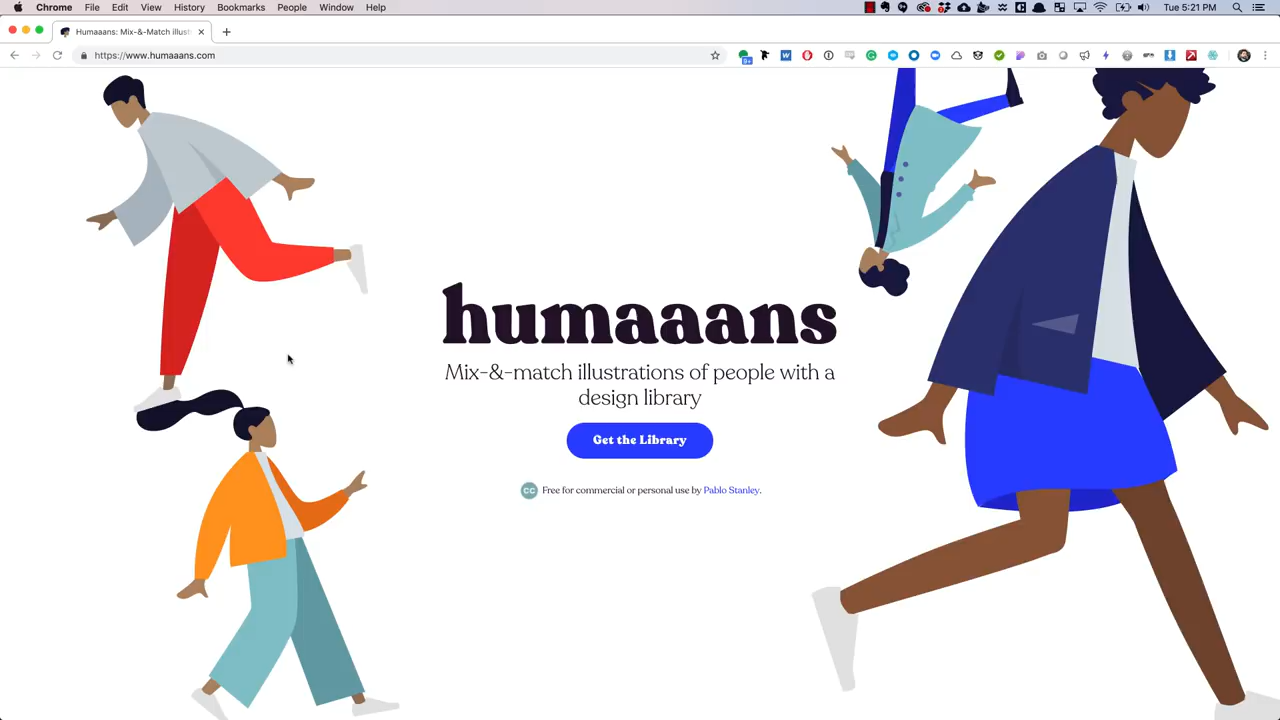 Chrome File Edit View History Bookmarks People Window Help Tue 5:21 PM
Humaaans: Mix-&-Match illust
https://www.humaaans.com
9+
W
humaaans
Mix-&-match illustrations of people with a
design library
Get the Library
CC Free for commercial or personal use by Pablo Stanley.